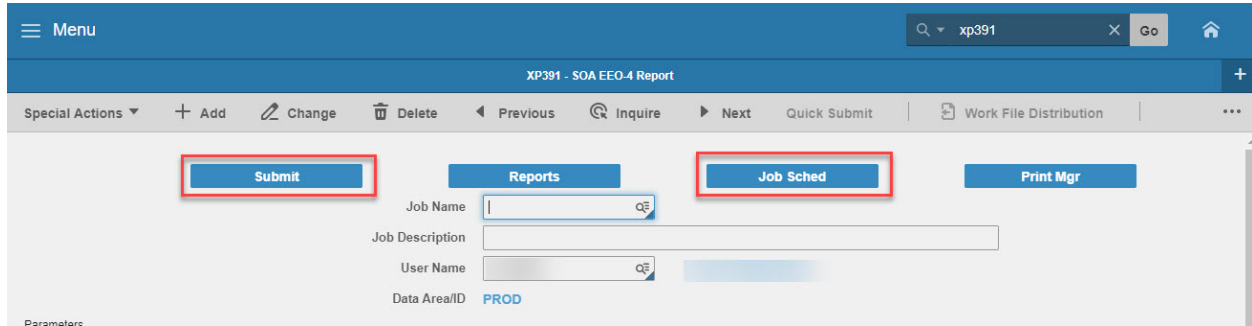 Menu xp391 Go
XP391 - SOA EEO-4 Report +
Special Actions Add Change Delete Previous Inquire Next Quick Submit Work File Distribution ...
Submit Reports Job Sched Print Mgr
Job Name
Job Description
User Name
Data Area/ID PROD
Parameters